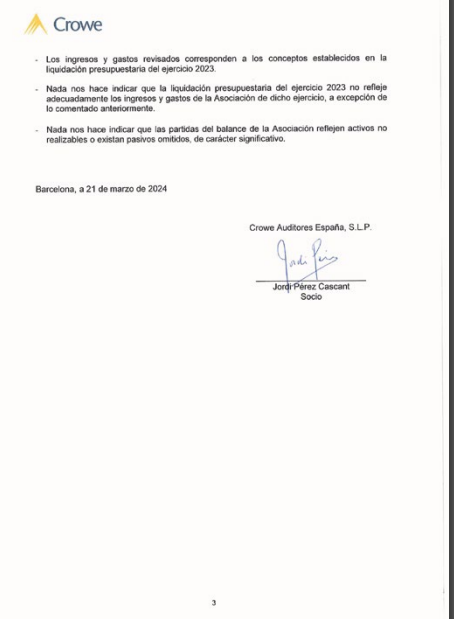 Crowe
- Los ingresos y gastos revisados corresponden a los conceptos establecidos en la
liquidación presupuestaria del ejercicio 2023.
- Nada nos hace indicar que la liquidación presupuestaria del ejercicio 2023 no refleje
adecuadamente los ingresos y gastos de la Asociación de dicho ejercicio, a excepción de
lo comentado anteriormente.
- Nada nos hace indicar que las partidas del balance de la Asociación reflejen activos no
realizables o existan pasivos omitidos, de carácter significativo.
Barcelona, a 21 de marzo de 2024
Crowe Auditores España, S.L.P.
Jordi Pérez
Jordi Pérez Cascant
Socio
3